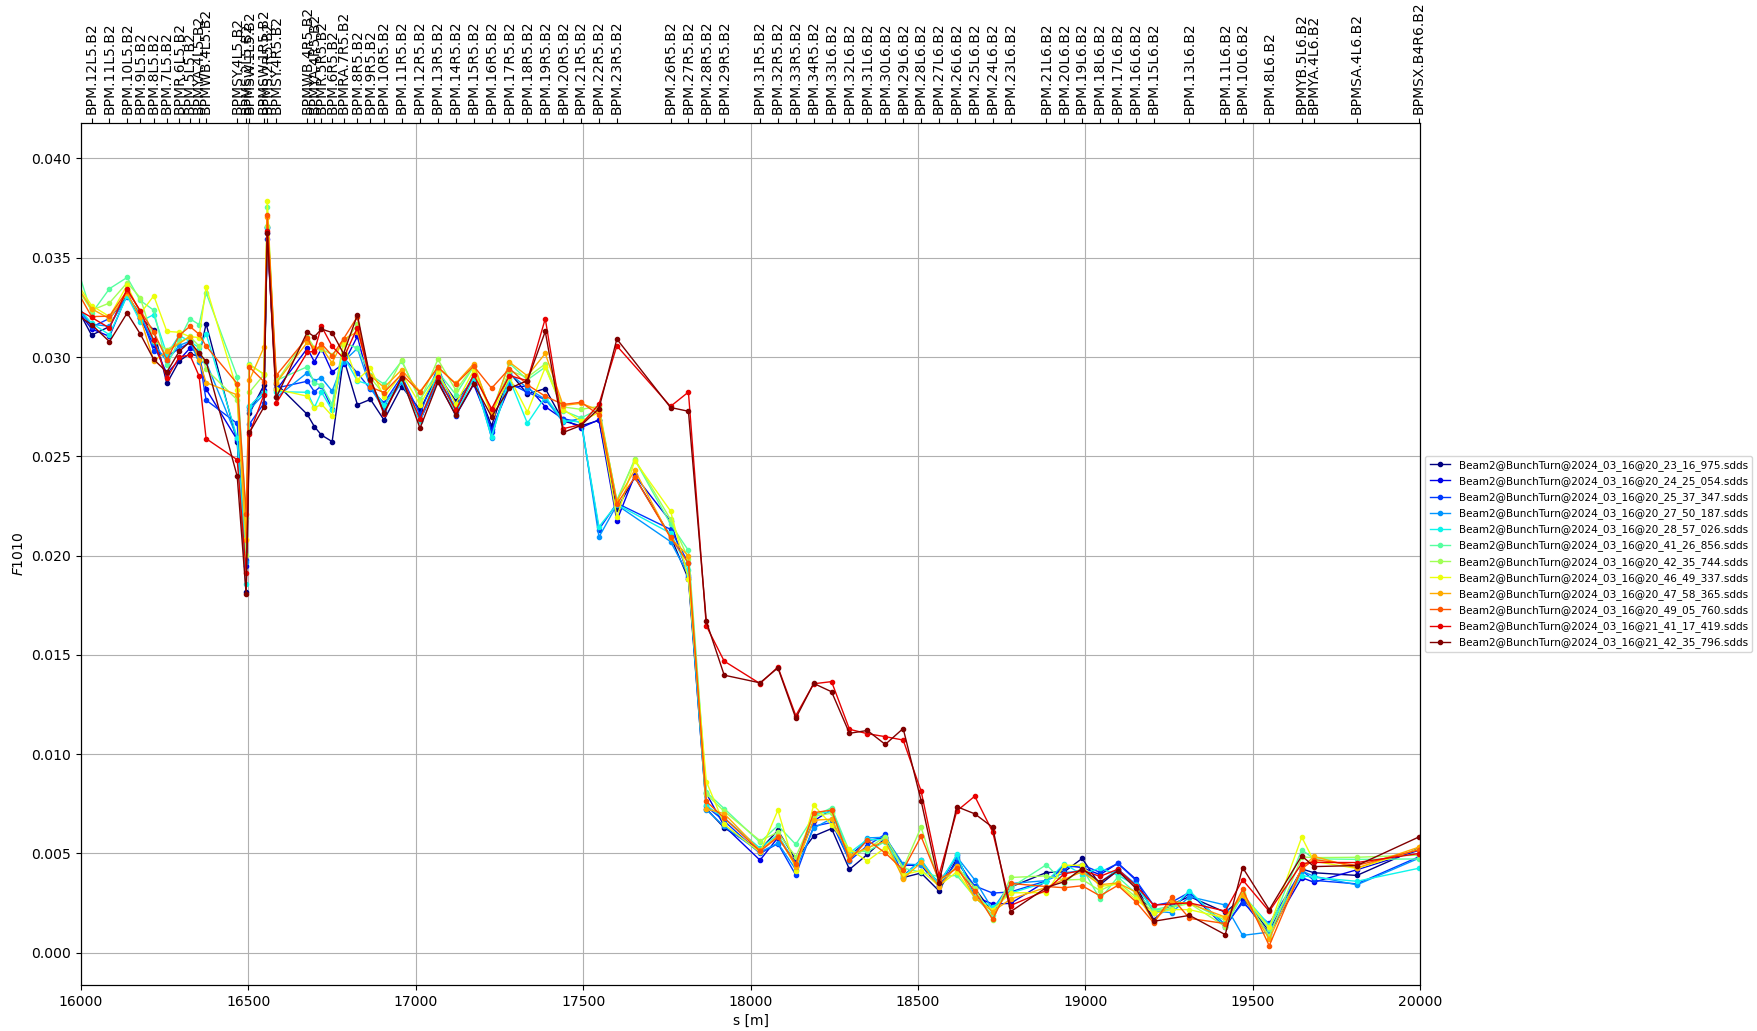 BPM.12L5.B2
BPM.11L5.B2
BPM.10L5.B2
BPM.9L5.B2
BPM.8L5.B2
BPM.7L5.B2
BPMR.6L5.B2
BPM.5L5.B2
BPMYA.4L5.B2
BPMWB.4L5.B2
BPMSY.4L5.B2
BPMSW.1L5.B2
BPMSW.1R5.B2
BPMSY.4R5.B2
BPMWB.4R5.B2
BPMYA.4R5.B2
BPMR.5R5.B2
BPM.6R5.B2
BPMRA.7R5.B2
BPM.8R5.B2
BPM.9R5.B2
BPM.10R5.B2
BPM.11R5.B2
BPM.12R5.B2
BPM.13R5.B2
BPM.14R5.B2
BPM.15R5.B2
BPM.16R5.B2
BPM.17R5.B2
BPM.18R5.B2
BPM.19R5.B2
BPM.20R5.B2
BPM.21R5.B2
BPM.22R5.B2
BPM.23R5.B2
BPM.26R5.B2
BPM.27R5.B2
BPM.28R5.B2
BPM.29R5.B2
BPM.31R5.B2
BPM.32R5.B2
BPM.33R5.B2
BPM.34R5.B2
BPM.33L6.B2
BPM.32L6.B2
BPM.31L6.B2
BPM.30L6.B2
BPM.29L6.B2
BPM.28L6.B2
BPM.27L6.B2
BPM.26L6.B2
BPM.25L6.B2
BPM.24L6.B2
BPM.23L6.B2
BPM.21L6.B2
BPM.20L6.B2
BPM.19L6.B2
BPM.18L6.B2
BPM.17L6.B2
BPM.16L6.B2
BPM.15L6.B2
BPM.13L6.B2
BPM.11L6.B2
BPM.10L6.B2
BPM.8L6.B2
BPMYB.5L6.B2
BPMYA.4L6.B2
BPMSA.4L6.B2
BPMSX.B4R6.B2
0.040
0.035
0.030
0.025
0.020
0.015
0.010
0.005
0.000
F1010
16000
16500
17000
17500
18000
18500
19000
19500
20000
s [m]
Beam2@BunchTurn@2024_03_16@20_23_16_975.sdds
Beam2@BunchTurn@2024_03_16@20_24_25_054.sdds
Beam2@BunchTurn@2024_03_16@20_25_37_347.sdds
Beam2@BunchTurn@2024_03_16@20_27_50_187.sdds
Beam2@BunchTurn@2024_03_16@20_28_57_026.sdds
Beam2@BunchTurn@2024_03_16@20_41_26_856.sdds
Beam2@BunchTurn@2024_03_16@20_42_35_744.sdds
Beam2@BunchTurn@2024_03_16@20_46_49_337.sdds
Beam2@BunchTurn@2024_03_16@20_47_58_365.sdds
Beam2@BunchTurn@2024_03_16@20_49_05_760.sdds
Beam2@BunchTurn@2024_03_16@21_41_17_419.sdds
Beam2@BunchTurn@2024_03_16@21_42_35_796.sdds